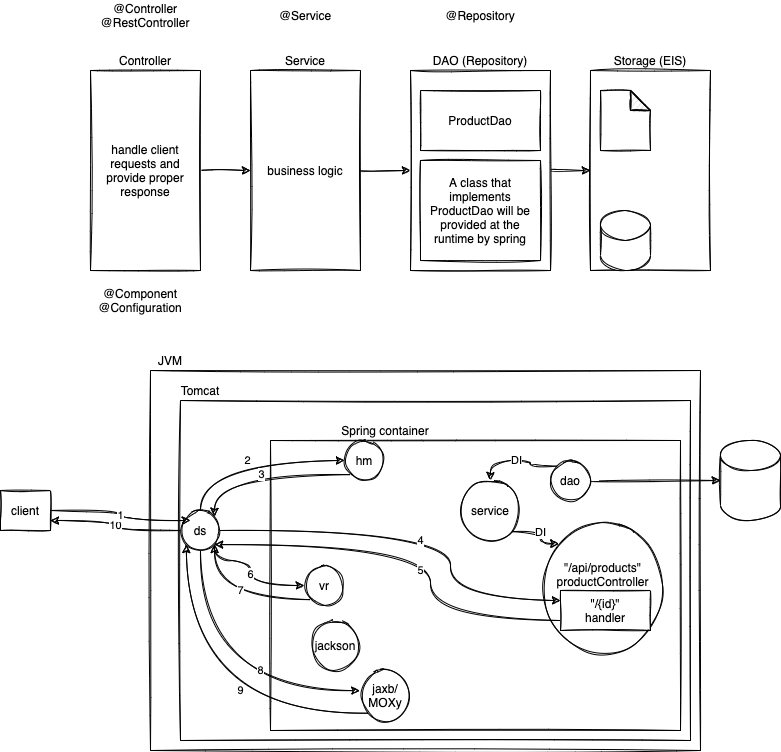 @Controller
@RestController
@Service
@Repository
Controller
Service
DAO (Repository)
Storage (EIS)
handle client
requests and
provide proper
response
business logic
ProductDao
A class that
implements
ProductDao will be
provided at the
runtime by spring
@Component
@Configuration
JVM
Tomcat
Spring container
2
hm
3
DI
dao
service
client
1
10
ds
DI
4
5
"/api/products"
productController
"/{id}"
handler
6
7
vr
jackson
8
9
jaxb/
MOXy